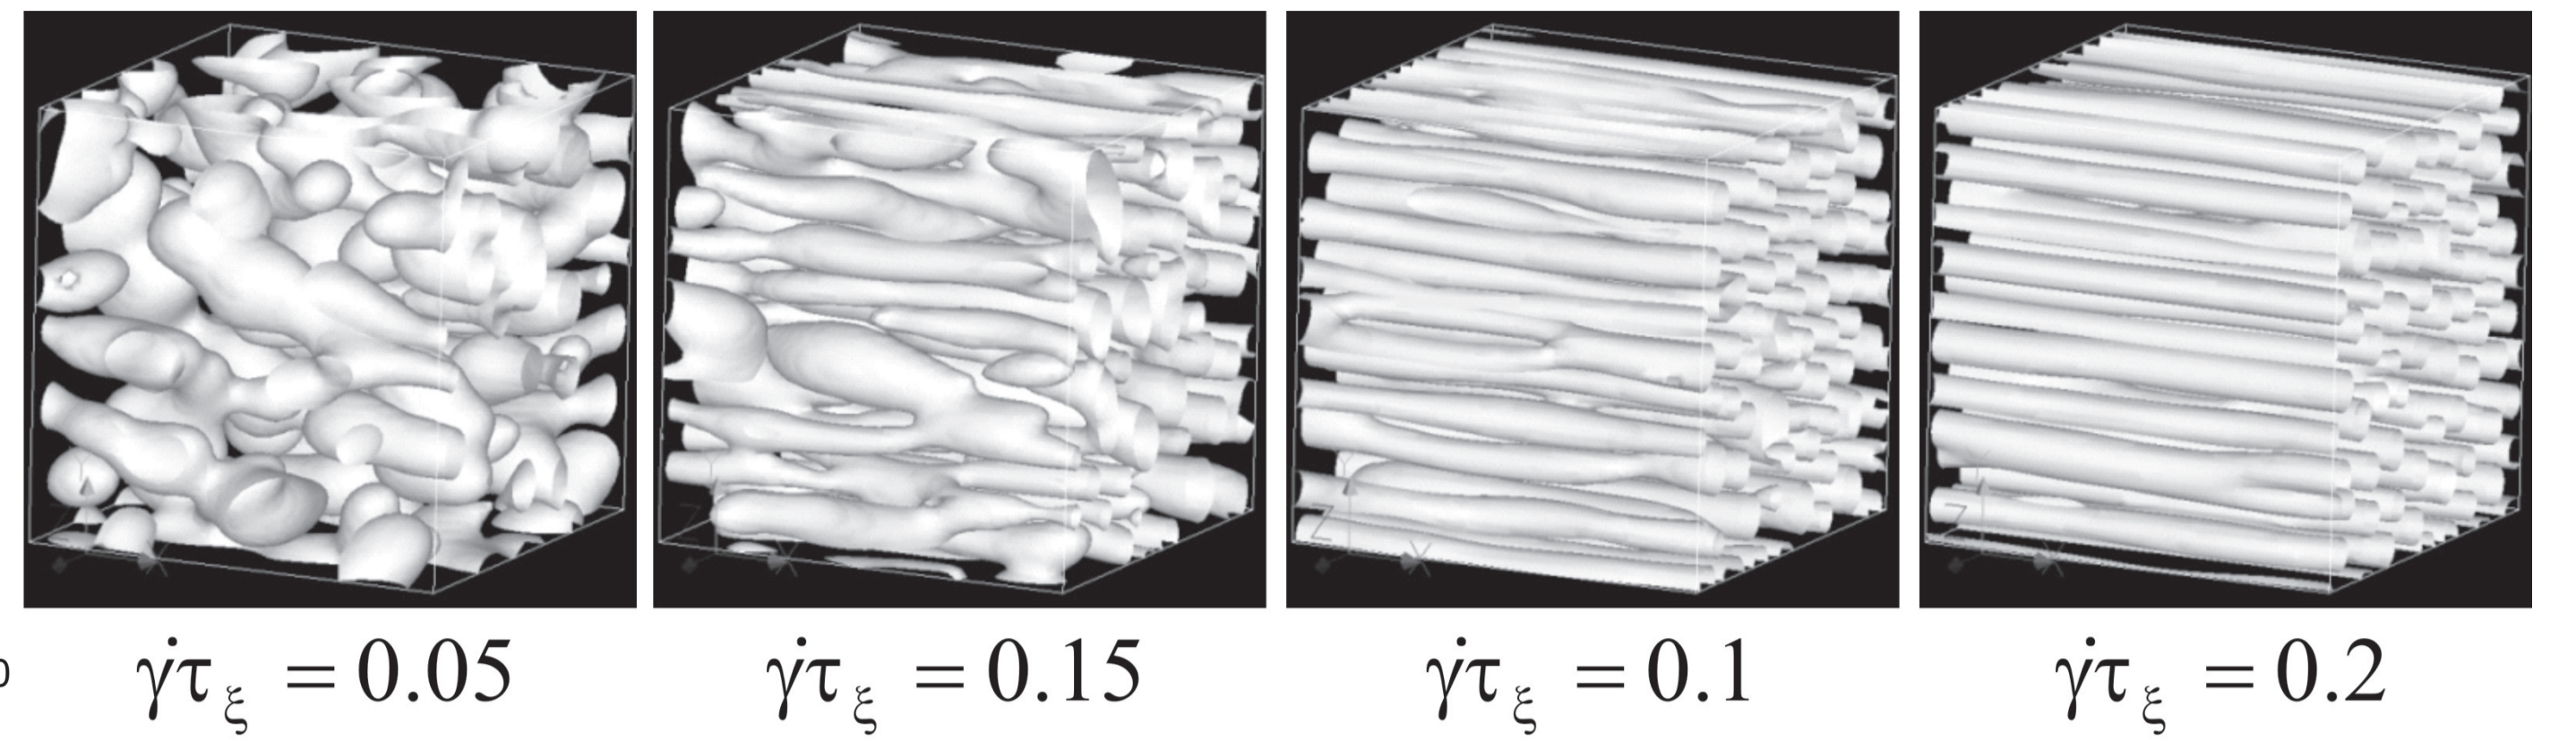 γ̇τ_ξ = 0.05
γ̇τ_ξ = 0.15
γ̇τ_ξ = 0.1
γ̇τ_ξ = 0.2